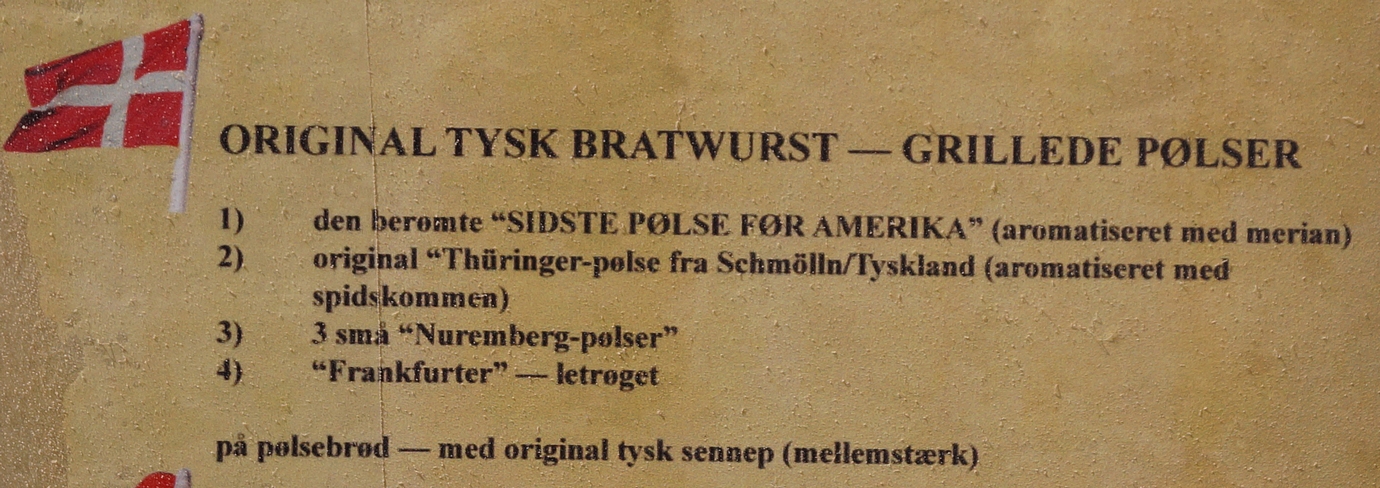 ORIGINAL TYSK BRATWURST — GRILLEDE PØLSER
1) den berømte “SIDSTE PØLSE FØR AMERIKA” (aromatiseret med merian)
2) original “Thüringer-pølse fra Schmölln/Tyskland (aromatiseret med
spidskommen)
3) 3 små “Nuremberg-pølser”
4) “Frankfurter” — letrøget
på pølsebrød — med original tysk sennep (mellemstærk)